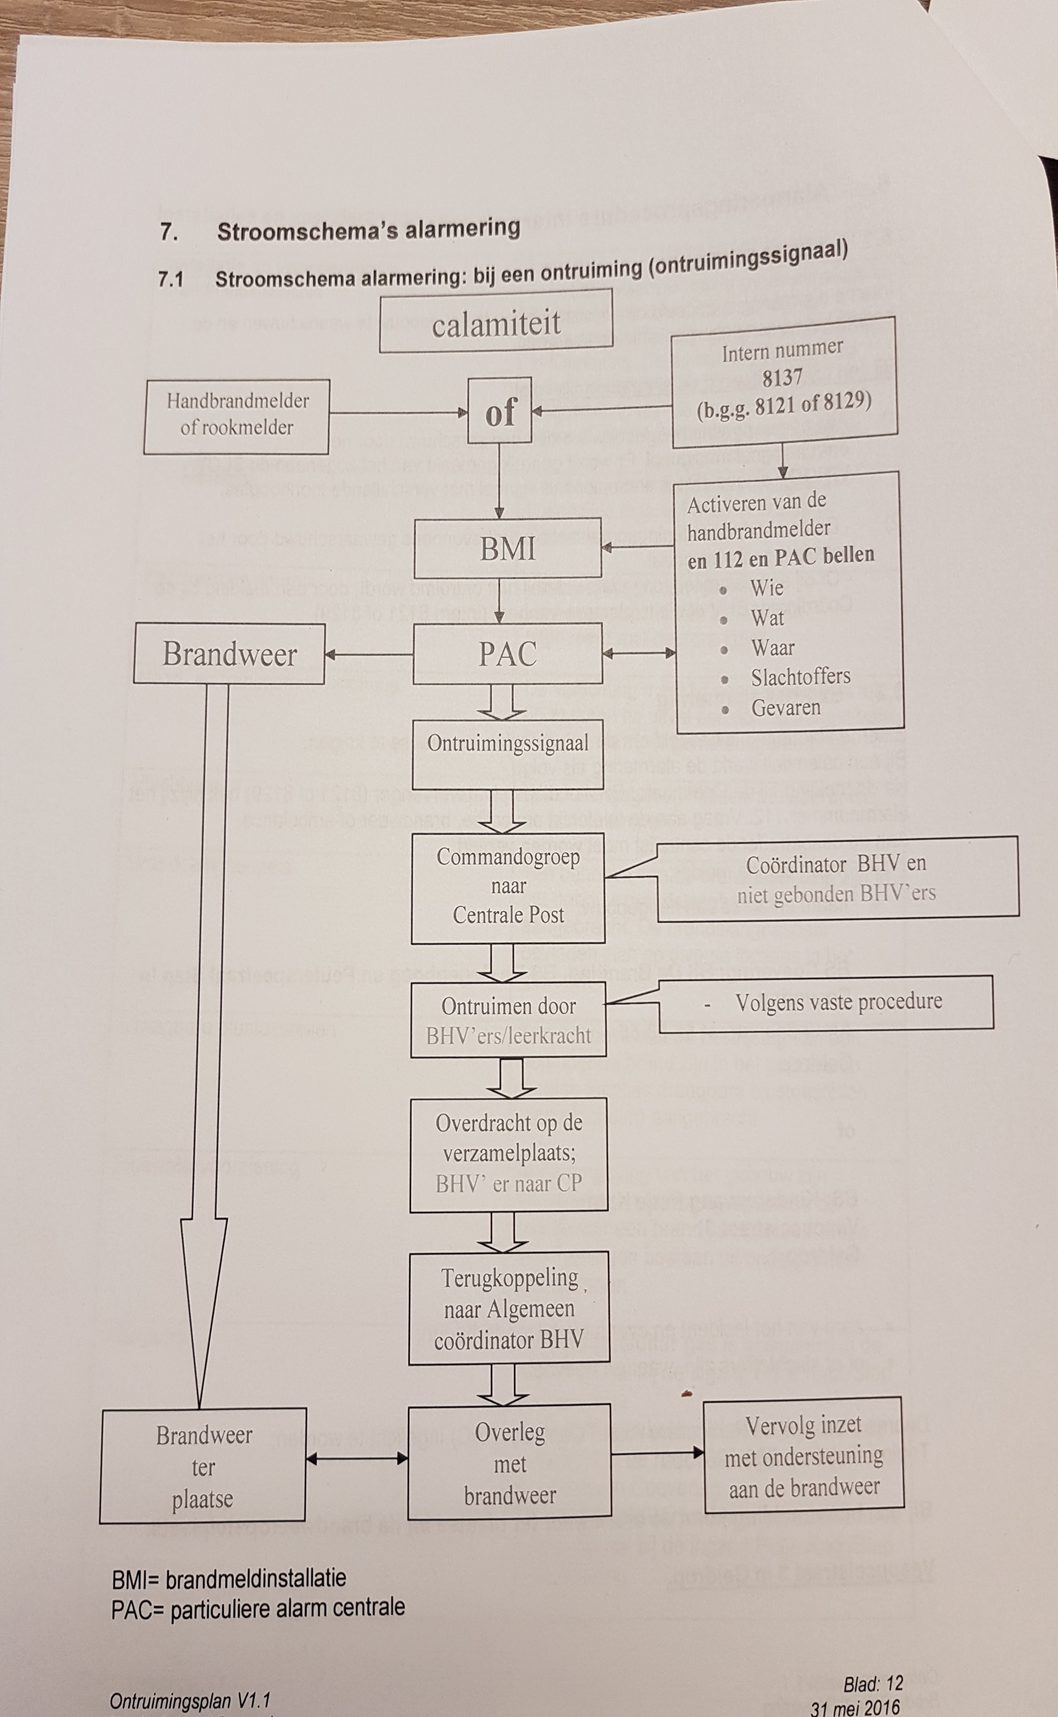 7. Stroomschema's alarmering
7.1 Stroomschema alarmering: bij een ontruiming (ontruimingssignaal)
calamiteit
Handbrandmelder
of rookmelder
of
Intern nummer
8137
(b.g.g. 8121 of 8129)
BMI
Activeren van de
handbrandmelder
en 112 en PAC bellen
• Wie
• Wat
• Waar
• Slachtoffers
• Gevaren
Brandweer
PAC
Ontruimingssignaal
Commandogroep
naar
Centrale Post
Coördinator BHV en
niet gebonden BHV'ers
Ontruimen door
BHV'ers/leerkracht
- Volgens vaste procedure
Overdracht op de
verzamelplaats;
BHV' er naar CP
Terugkoppeling
naar Algemeen
coördinator BHV
Brandweer
ter
plaatse
Overleg
met
brandweer
Vervolg inzet
met ondersteuning
aan de brandweer
BMI= brandmeldinstallatie
PAC= particuliere alarm centrale
Ontruimingsplan V1.1
Blad: 12
31 mei 2016